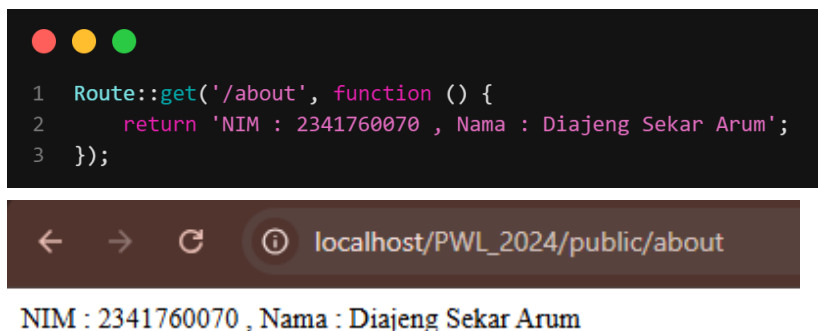 1 Route::get('/about', function () {
2     return 'NIM : 2341760070 , Nama : Diajeng Sekar Arum';
3 });
localhost/PWL_2024/public/about
NIM : 2341760070 , Nama : Diajeng Sekar Arum